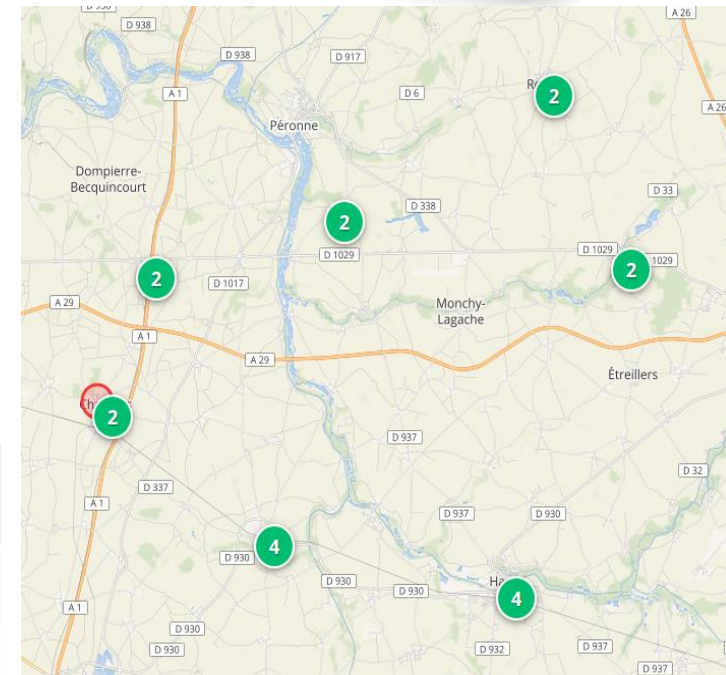 D 938
A 26
D 938
D 917
A 1
D 6
2
A 26
Péronne
Dompierre-
Becquincourt
D 33
D 338
2
D 1029
D 1029
1029
2
2
D 1017
A 29
Monchy-
Lagache
A 1
A 29
Étreillers
2
D 937
D 32
D 337
A 1
D 937
D 930
4
D 930
D 930
D 930
4
A 1
D 930
D 930
D 932
D 937
D 937